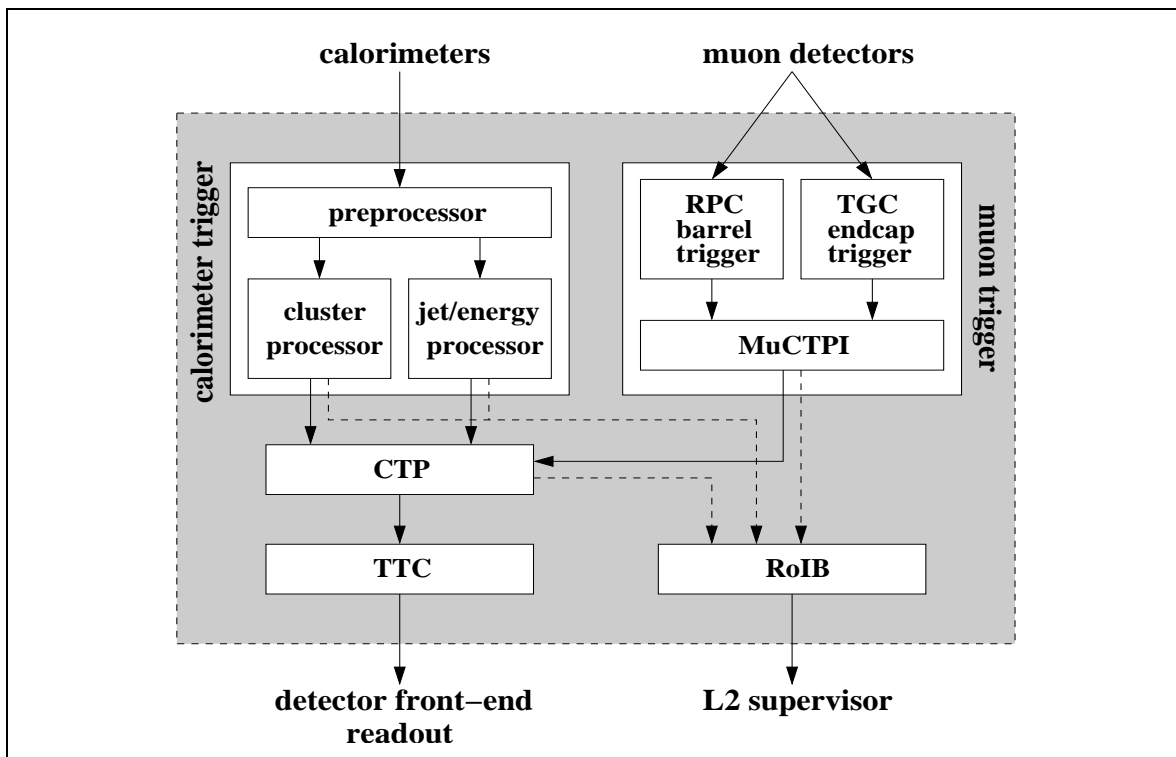 calorimeters
muon detectors
calorimeter trigger
preprocessor
cluster
processor
jet/energy
processor
RPC
barrel
trigger
TGC
endcap
trigger
MuCTPI
muon trigger
CTP
TTC
RoIB
detector front−end
readout
L2 supervisor